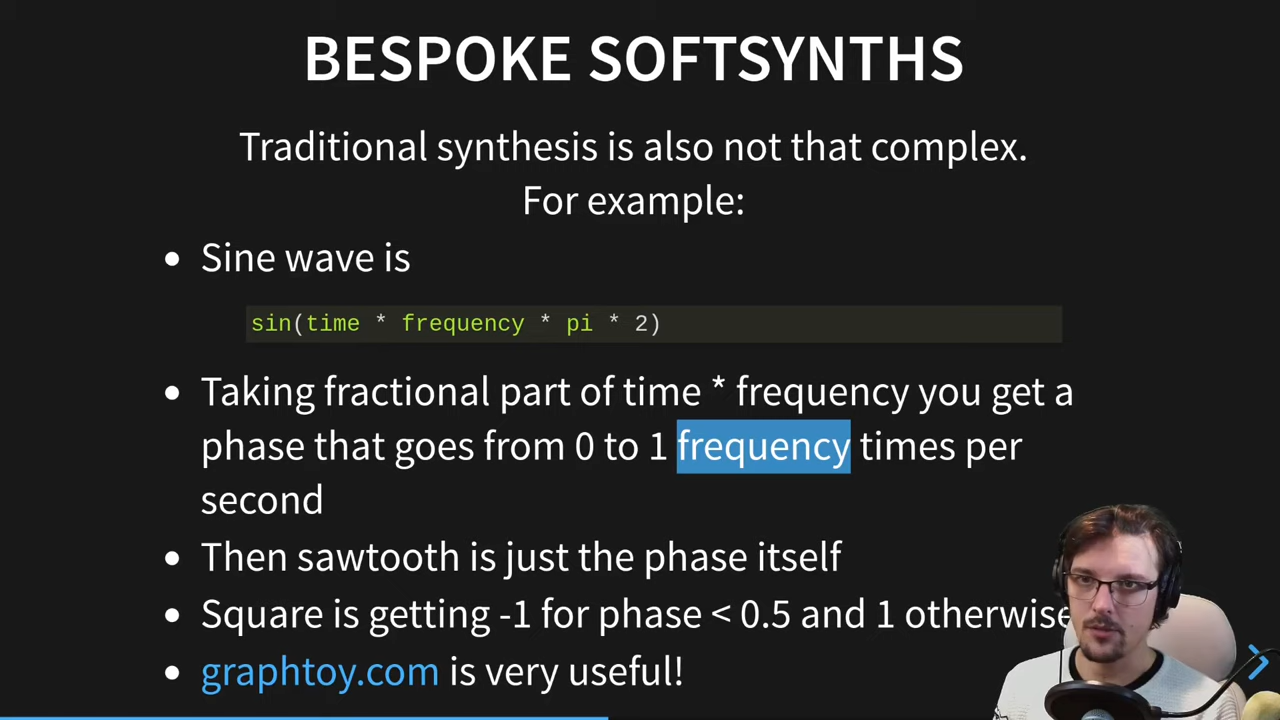 BESPOKE SOFTSYNTHS
Traditional synthesis is also not that complex.
For example:
• Sine wave is
sin(time * frequency * pi * 2)
• Taking fractional part of time * frequency you get a
phase that goes from 0 to 1 frequency times per
second
• Then sawtooth is just the phase itself
• Square is getting -1 for phase < 0.5 and 1 otherwise
• graphtoy.com is very useful!